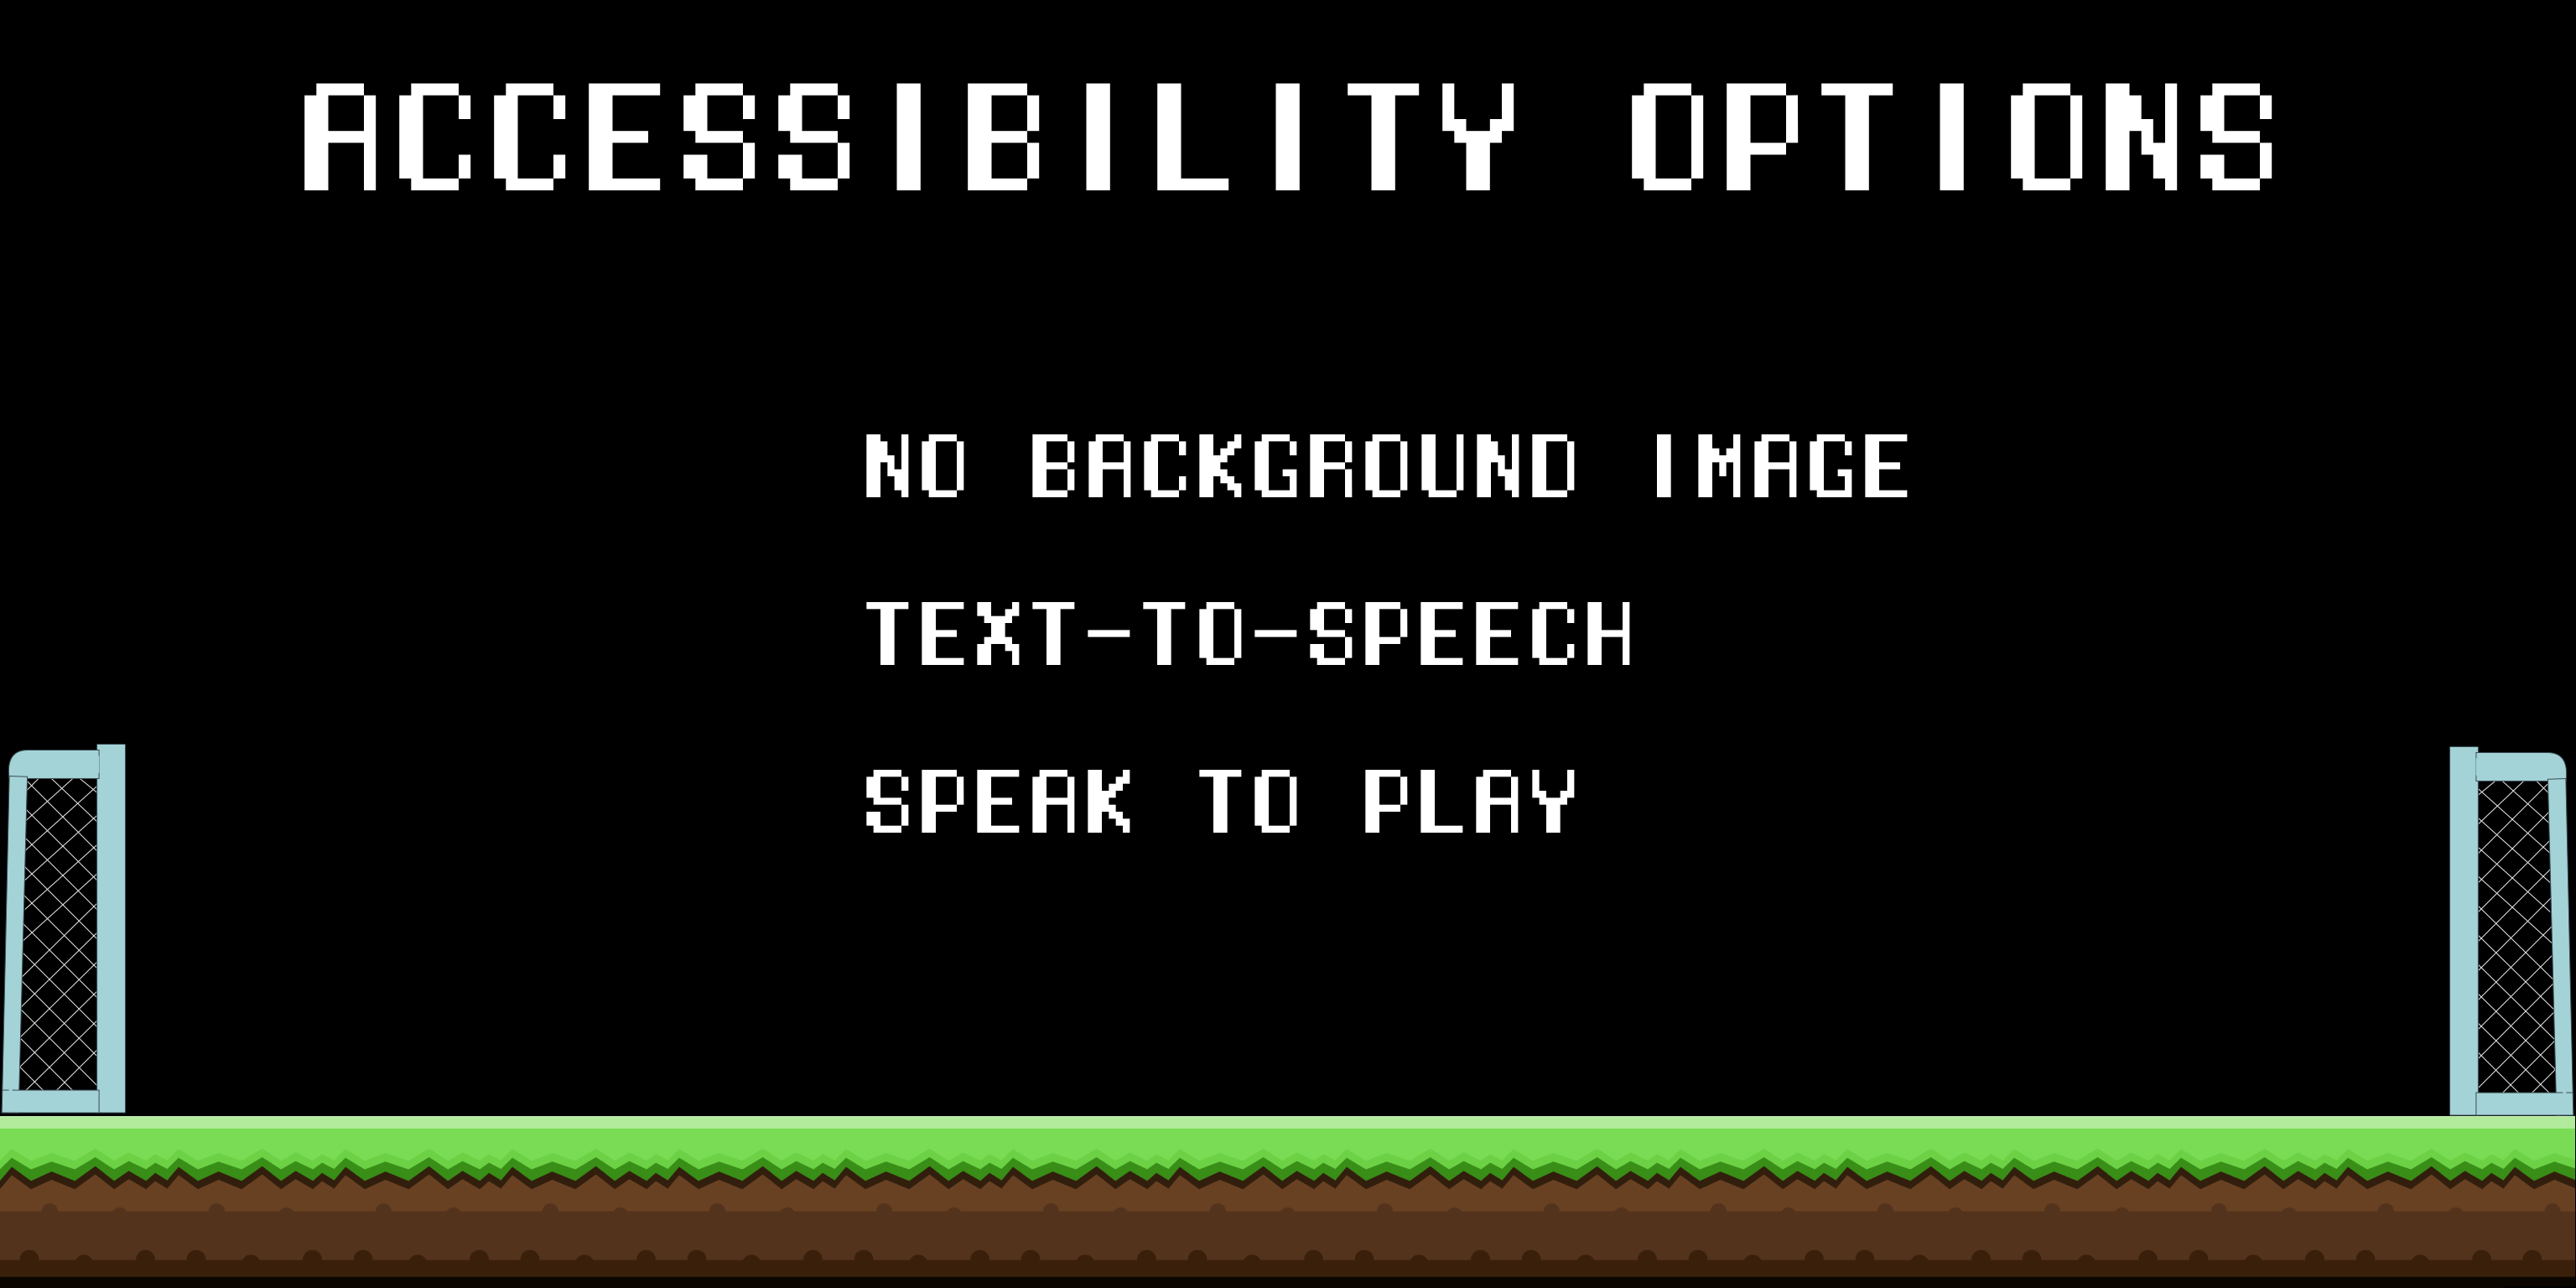 ACCESSIBILITY OPTIONS
NO BACKGROUND IMAGE
TEXT-TO-SPEECH
SPEAK TO PLAY